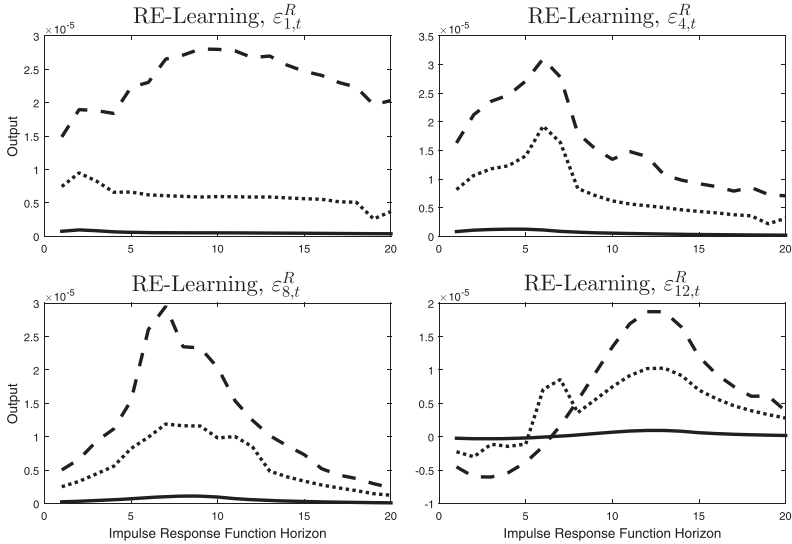 RE-Learning, ε^R_{1,t}
×10^-5
3
2.5
2
1.5
1
0.5
0
Output
0 5 10 15 20
RE-Learning, ε^R_{4,t}
×10^-5
3.5
3
2.5
2
1.5
1
0.5
0
0 5 10 15 20
RE-Learning, ε^R_{8,t}
×10^-5
3
2.5
2
1.5
1
0.5
0
Output
0 5 10 15 20
Impulse Response Function Horizon
RE-Learning, ε^R_{12,t}
×10^-5
2
1.5
1
0.5
0
-0.5
-1
0 5 10 15 20
Impulse Response Function Horizon